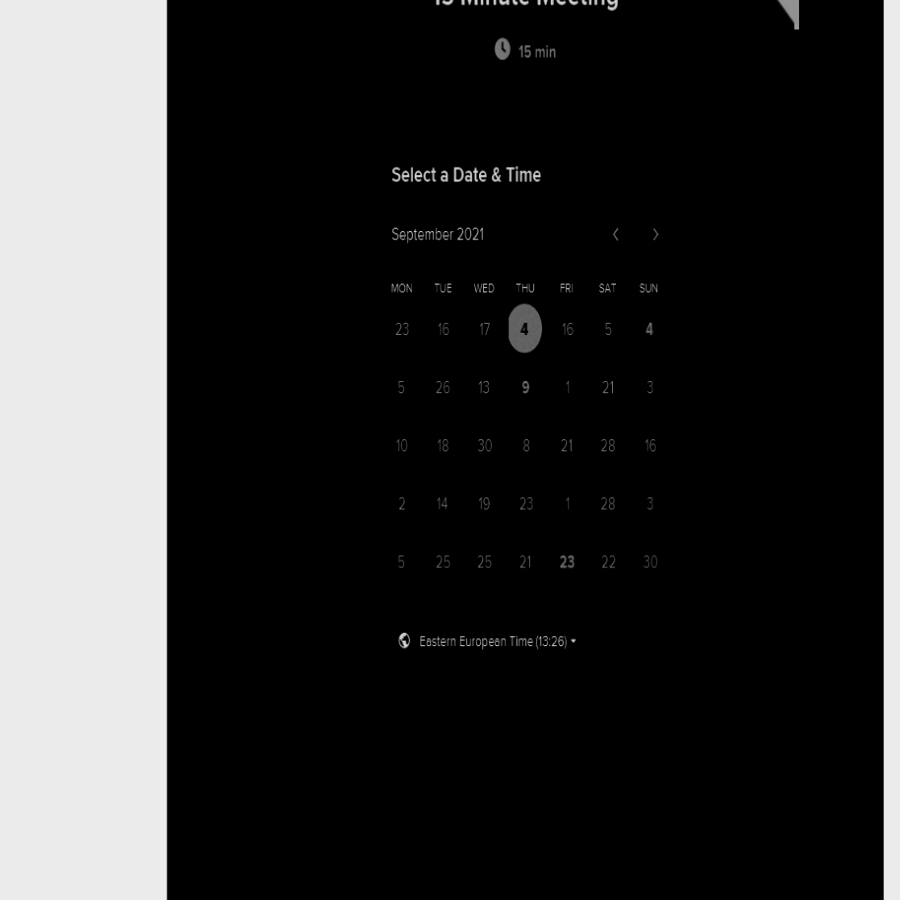 15 Minute Meeting
15 min
Select a Date & Time
September 2021
MON TUE WED THU FRI SAT SUN
23 16 17 4 16 5 4
5 26 13 9 1 21 3
10 18 30 8 21 28 16
2 14 19 23 1 28 3
5 25 25 21 23 22 30
Eastern European Time (13:26)